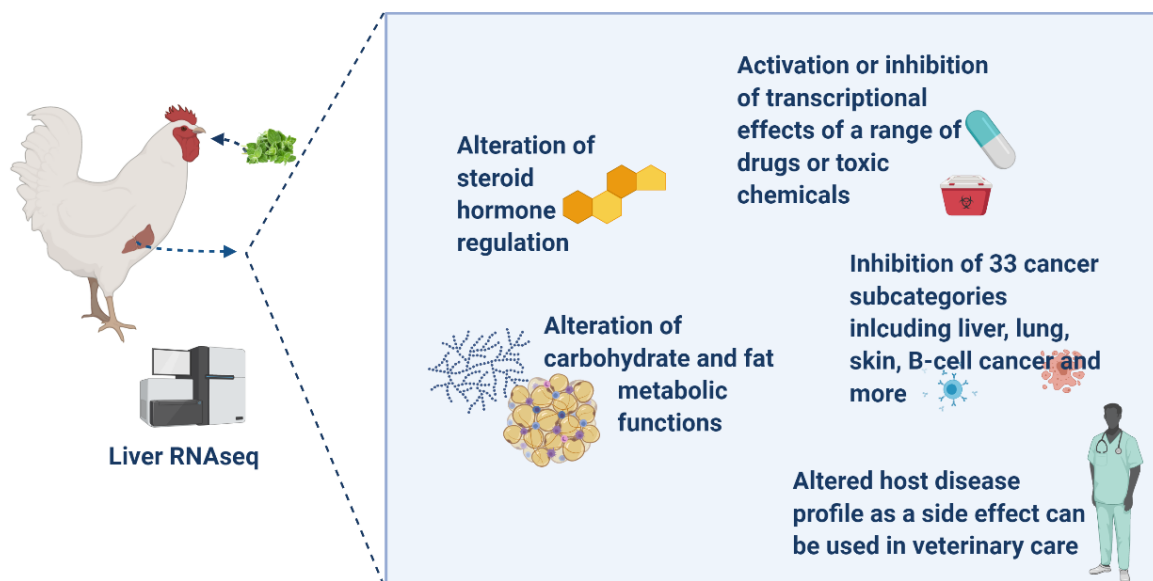 Liver RNAseq
Alteration of
steroid
hormone
regulation
Activation or inhibition
of transcriptional
effects of a range of
drugs or toxic
chemicals
Alteration of
carbohydrate and fat
metabolic
functions
Inhibition of 33 cancer
subcategories
inlcuding liver, lung,
skin, B-cell cancer and
more
Altered host disease
profile as a side effect can
be used in veterinary care